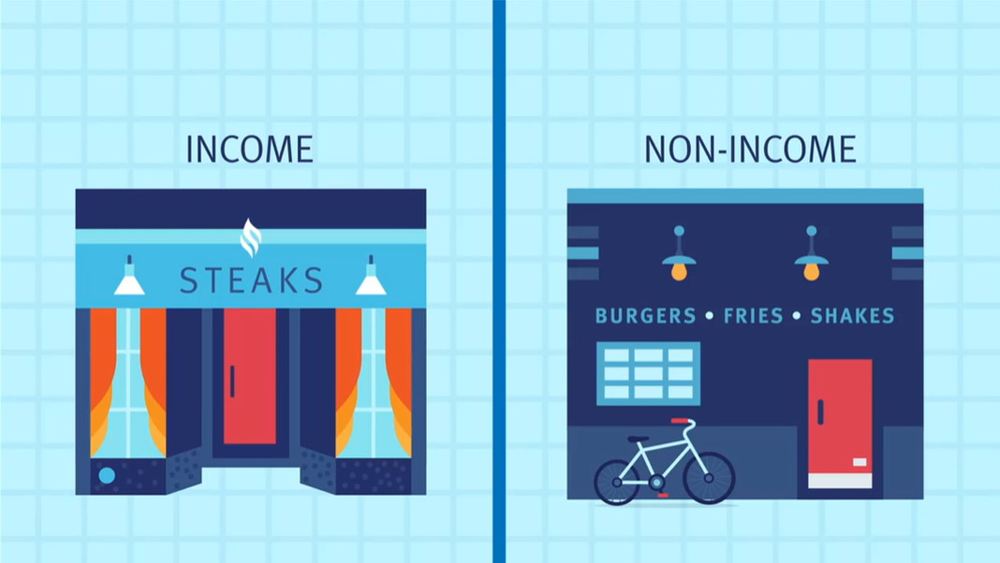 INCOME
STEAKS
NON-INCOME
BURGERS • FRIES • SHAKES